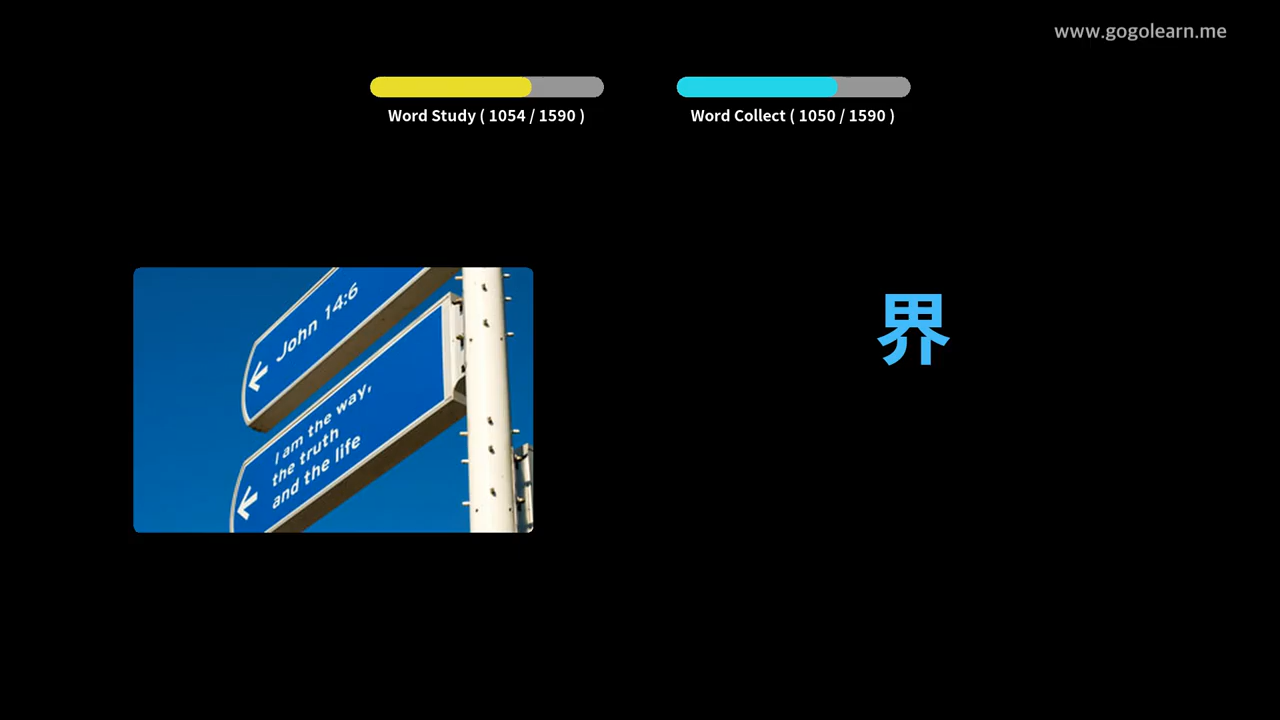 www.gogolearn.me
Word Study ( 1054 / 1590 )
Word Collect ( 1050 / 1590 )
John 14:6
I am the way,
the truth
and the life
界